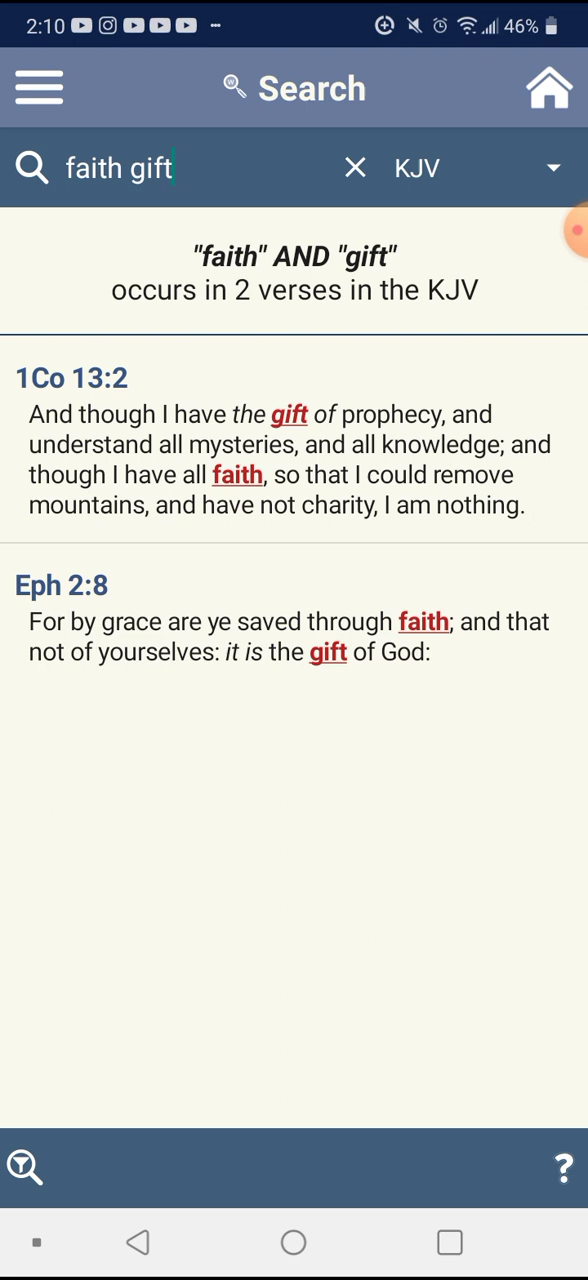 2:10 46%
Search
faith gift KJV
"faith" AND "gift"
occurs in 2 verses in the KJV
1Co 13:2
And though I have the gift of prophecy, and
understand all mysteries, and all knowledge; and
though I have all faith, so that I could remove
mountains, and have not charity, I am nothing.
Eph 2:8
For by grace are ye saved through faith; and that
not of yourselves: it is the gift of God:
?